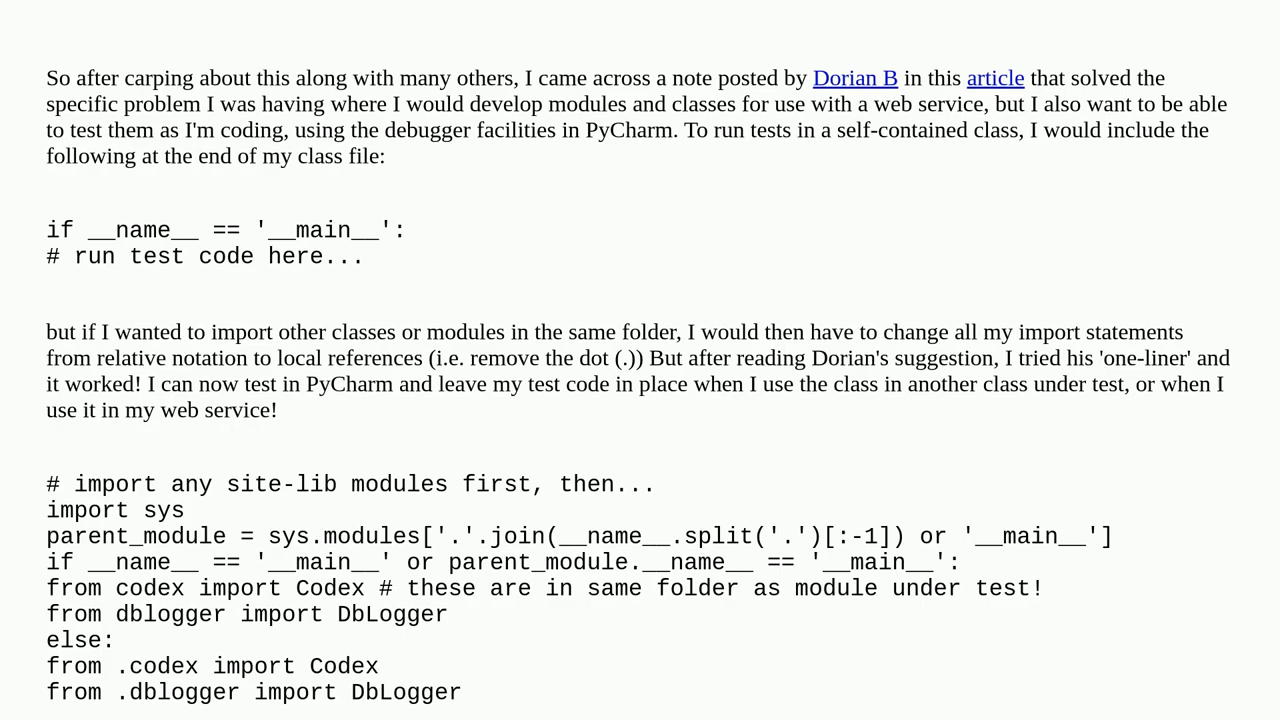 So after carping about this along with many others, I came across a note posted by Dorian B in this article that solved the
specific problem I was having where I would develop modules and classes for use with a web service, but I also want to be able
to test them as I'm coding, using the debugger facilities in PyCharm. To run tests in a self-contained class, I would include the
following at the end of my class file:
if __name__ == '__main__':
# run test code here...
but if I wanted to import other classes or modules in the same folder, I would then have to change all my import statements
from relative notation to local references (i.e. remove the dot (.)) But after reading Dorian's suggestion, I tried his 'one-liner' and
it worked! I can now test in PyCharm and leave my test code in place when I use the class in another class under test, or when I
use it in my web service!
# import any site-lib modules first, then...
import sys
parent_module = sys.modules['.'.join(__name__.split('.')[:-1]) or '__main__']
if __name__ == '__main__' or parent_module.__name__ == '__main__':
from codex import Codex # these are in same folder as module under test!
from dblogger import DbLogger
else:
from .codex import Codex
from .dblogger import DbLogger